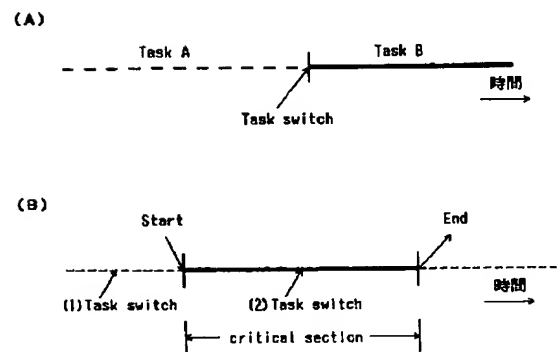 (A)
Task A
Task B
時間
Task switch
(B)
Start
End
(1)Task switch
(2)Task switch
時間
critical section